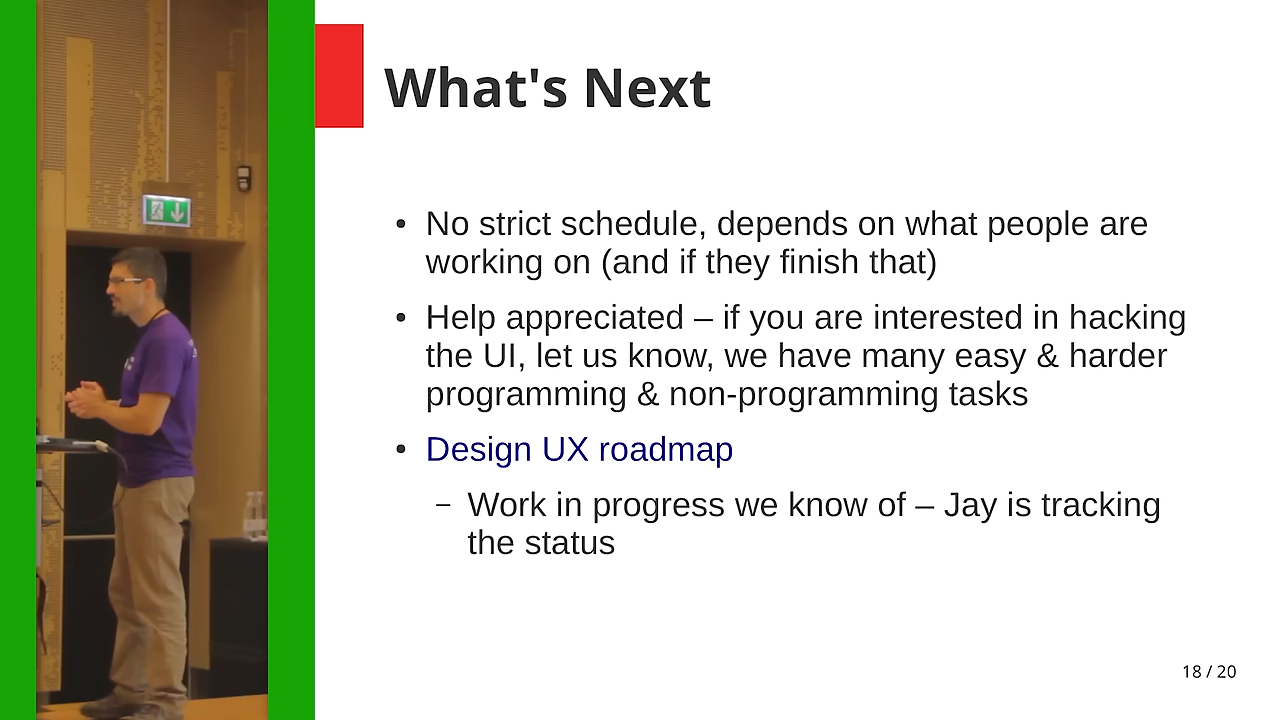 What's Next
• No strict schedule, depends on what people are
working on (and if they finish that)
• Help appreciated – if you are interested in hacking
the UI, let us know, we have many easy & harder
programming & non-programming tasks
• Design UX roadmap
– Work in progress we know of – Jay is tracking
the status
18 / 20